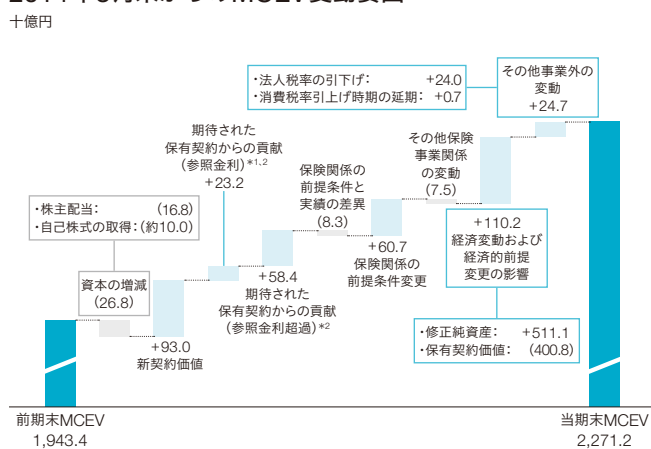 十億円
・法人税率の引下げ： +24.0
・消費税率引上げ時期の延期： +0.7
その他事業外の
変動
+24.7
期待された
保有契約からの貢献
（参照金利）*1、2
+23.2
保険関係の
前提条件と
実績の差異
(8.3)
その他保険
事業関係
の変動
(7.5)
・株主配当： (16.8)
・自己株式の取得：(約10.0)
資本の増減
(26.8)
+93.0
新契約価値
+58.4
期待された
保有契約からの貢献
（参照金利超過）*2
+60.7
保険関係の
前提条件変更
+110.2
経済変動および
経済的前提
変更の影響
・修正純資産： +511.1
・保有契約価値： (400.8)
前期末MCEV
1,943.4
当期末MCEV
2,271.2